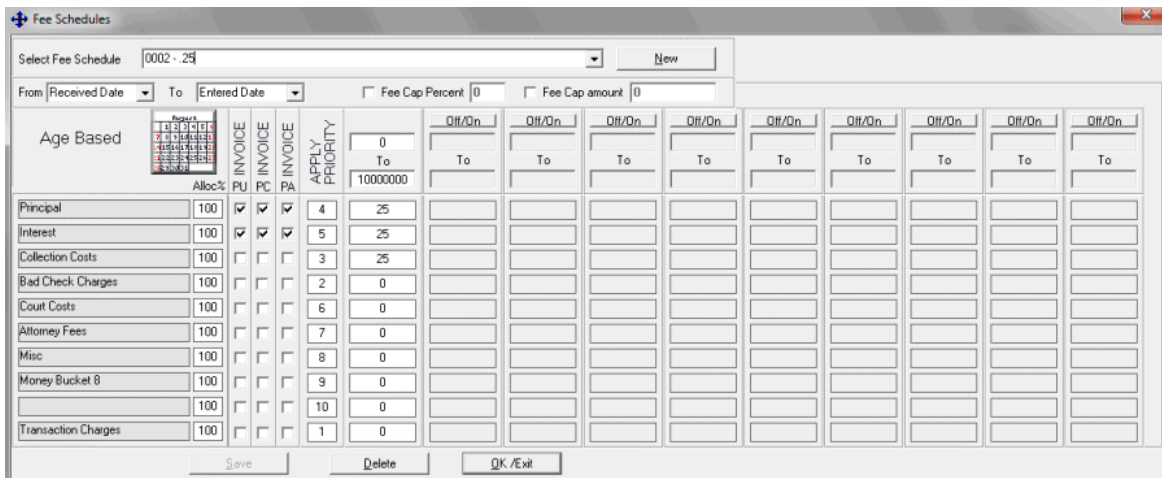 Fee Schedules
Select Fee Schedule 0002 - .25 New
From Received Date To Entered Date Fee Cap Percent 0 Fee Cap amount 0
Age Based August INVOICE INVOICE INVOICE APPLY PRIORITY Off/On Off/On Off/On Off/On Off/On Off/On Off/On Off/On Off/On
0
To To To To To To To To To To
Alloc% PU PC PA 10000000
Principal 100 4 25
Interest 100 5 25
Collection Costs 100 3 25
Bad Check Charges 100 2 0
Court Costs 100 6 0
Attorney Fees 100 7 0
Misc 100 8 0
Money Bucket 8 100 9 0
100 10 0
Transaction Charges 100 1 0
Save Delete OK /Exit